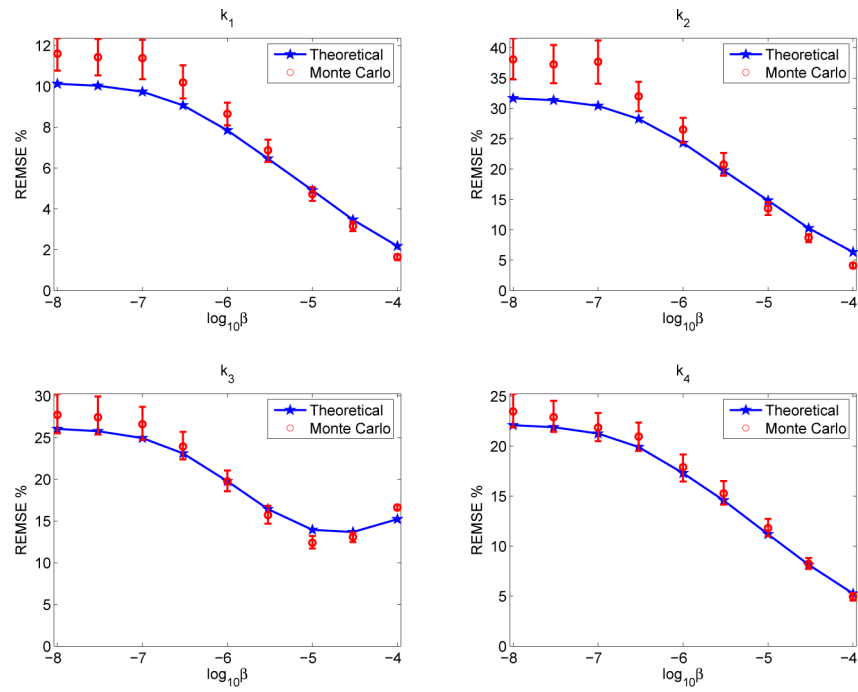 k1
REMSE %
12
10
8
6
4
2
0
Theoretical
Monte Carlo
−8 −7 −6 −5 −4
log10β
k2
REMSE %
40
35
30
25
20
15
10
5
0
Theoretical
Monte Carlo
−8 −7 −6 −5 −4
log10β
k3
REMSE %
30
25
20
15
10
5
0
Theoretical
Monte Carlo
−8 −7 −6 −5 −4
log10β
k4
REMSE %
25
20
15
10
5
0
Theoretical
Monte Carlo
−8 −7 −6 −5 −4
log10β